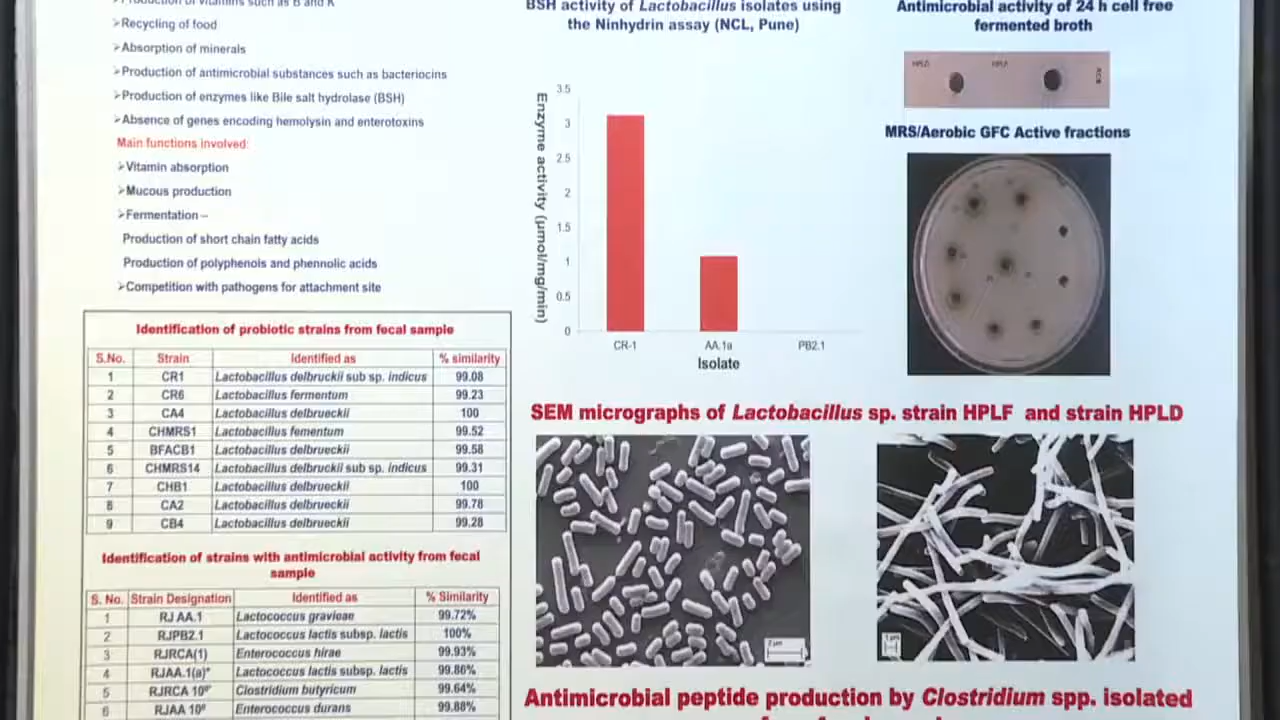 ➢Production of vitamins such as B and K
➢Recycling of food
➢Absorption of minerals
➢Production of antimicrobial substances such as bacteriocins
➢Production of enzymes like Bile salt hydrolase (BSH)
➢Absence of genes encoding hemolysin and enterotoxins
Main functions involved:
➢Vitamin absorption
➢Mucous production
➢Fermentation –
Production of short chain fatty acids
Production of polyphenols and phennolic acids
➢Competition with pathogens for attachment site
Identification of probiotic strains from fecal sample
S.No. Strain Identified as % similarity
1 CR1 Lactobacillus delbruckii sub sp. indicus 99.08
2 CR6 Lactobacillus fermentum 99.23
3 CA4 Lactobacillus delbrueckii 100
4 CHMRS1 Lactobacillus fementum 99.52
5 BFACB1 Lactobacillus delbrueckii 99.58
6 CHMRS14 Lactobacillus delbruckii sub sp. indicus 99.31
7 CHB1 Lactobacillus delbrueckii 100
8 CA2 Lactobacillus delbrueckii 99.78
9 CB4 Lactobacillus delbrueckii 99.28
Identification of strains with antimicrobial activity from fecal
sample
S. No. Strain Designation Identified as % Similarity
1 RJ AA.1 Lactococcus gravieae 99.72%
2 RJPB2.1 Lactococcus lactis subsp. lactis 100%
3 RJRCA(1) Enterococcus hirae 99.93%
4 RJAA.1(a)* Lactococcus lactis subsp. lactis 99.86%
5 RJRCA Clostridium butyricum 99.64%
6 RJAA Enterococcus durans 99.88%
BSH activity of Lactobacillus isolates using
the Ninhydrin assay (NCL, Pune)
Enzyme activity (µmol/mg/min)
3.5
3
2.5
2
1.5
1
0.5
0
CR-1 AA.1a PB2.1
Isolate
Antimicrobial activity of 24 h cell free
fermented broth
HPLD HPLF
MRS/Aerobic GFC Active fractions
SEM micrographs of Lactobacillus sp. strain HPLF and strain HPLD
2 µm
1 µm
Antimicrobial peptide production by Clostridium spp. isolated